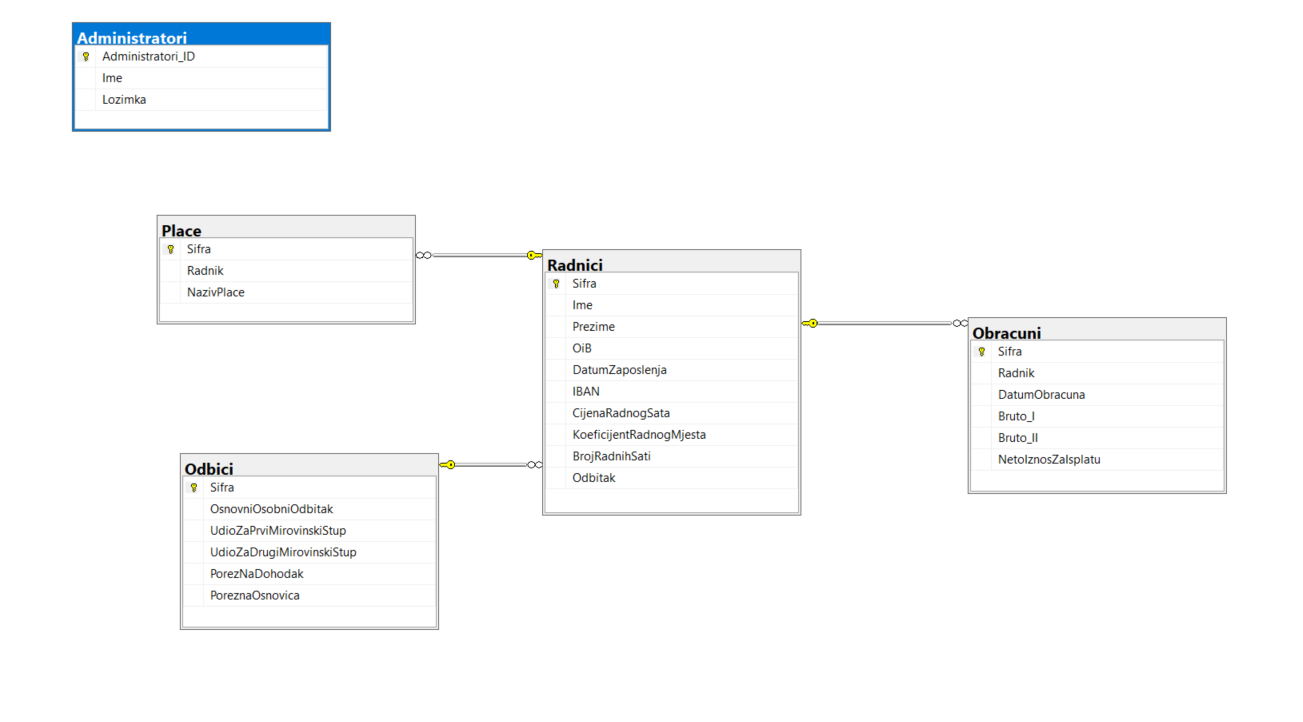 Administratori
Administratori_ID
Ime
Lozimka
Place
Sifra
Radnik
NazivPlace
Radnici
Sifra
Ime
Prezime
OiB
DatumZaposlenja
IBAN
CijenaRadnogSata
KoeficijentRadnogMjesta
BrojRadnihSati
Odbitak
Obracuni
Sifra
Radnik
DatumObracuna
Bruto_I
Bruto_II
NetoIznosZaIsplatu
Odbici
Sifra
OsnovniOsobniOdbitak
UdioZaPrviMirovinskiStup
UdioZaDrugiMirovinskiStup
PorezNaDohodak
PoreznaOsnovica